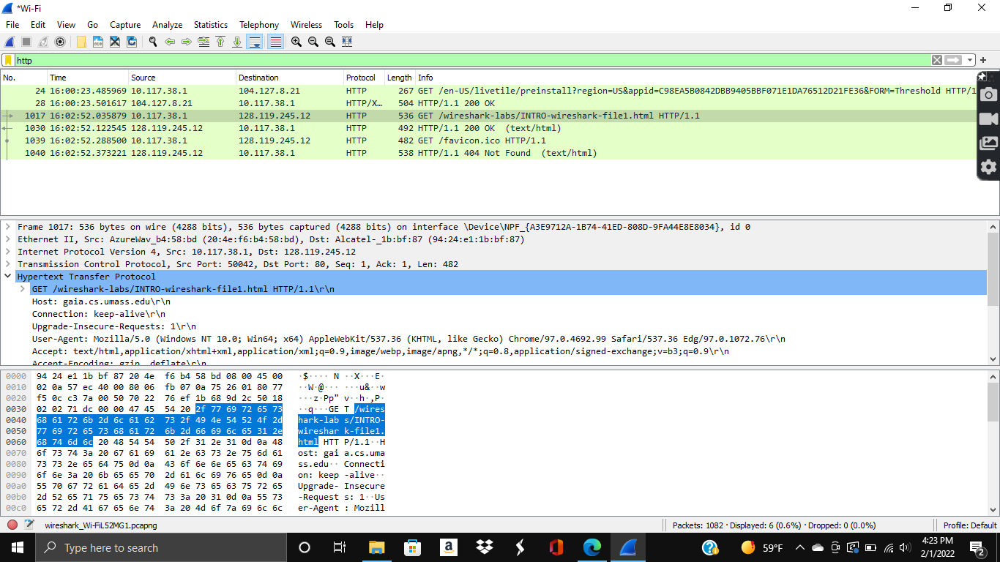 *Wi-Fi
File Edit View Go Capture Analyze Statistics Telephony Wireless Tools Help
http
No. Time Source Destination Protocol Length Info
24 16:00:23.485969 10.117.38.1 104.127.8.21 HTTP 267 GET /en-US/livetile/preinstall?region=US&appid=C98EA5B0842DBB9405BBF071E1DA76512D21FE36&FORM=Threshold HTTP/1
28 16:00:23.501617 104.127.8.21 10.117.38.1 HTTP/X… 504 HTTP/1.1 200 OK
1017 16:02:52.035879 10.117.38.1 128.119.245.12 HTTP 536 GET /wireshark-labs/INTRO-wireshark-file1.html HTTP/1.1
1030 16:02:52.122545 128.119.245.12 10.117.38.1 HTTP 492 HTTP/1.1 200 OK (text/html)
1039 16:02:52.288500 10.117.38.1 128.119.245.12 HTTP 482 GET /favicon.ico HTTP/1.1
1040 16:02:52.373221 128.119.245.12 10.117.38.1 HTTP 538 HTTP/1.1 404 Not Found (text/html)
Frame 1017: 536 bytes on wire (4288 bits), 536 bytes captured (4288 bits) on interface \Device\NPF_{A3E9712A-1B74-41ED-808D-9FA44E8E8034}, id 0
Ethernet II, Src: AzureWav_b4:58:bd (20:4e:f6:b4:58:bd), Dst: Alcatel-_1b:bf:87 (94:24:e1:1b:bf:87)
Internet Protocol Version 4, Src: 10.117.38.1, Dst: 128.119.245.12
Transmission Control Protocol, Src Port: 50042, Dst Port: 80, Seq: 1, Ack: 1, Len: 482
Hypertext Transfer Protocol
GET /wireshark-labs/INTRO-wireshark-file1.html HTTP/1.1\r\n
Host: gaia.cs.umass.edu\r\n
Connection: keep-alive\r\n
Upgrade-Insecure-Requests: 1\r\n
User-Agent: Mozilla/5.0 (Windows NT 10.0; Win64; x64) AppleWebKit/537.36 (KHTML, like Gecko) Chrome/97.0.4692.99 Safari/537.36 Edg/97.0.1072.76\r\n
Accept: text/html,application/xhtml+xml,application/xml;q=0.9,image/webp,image/apng,*/*;q=0.8,application/signed-exchange;v=b3;q=0.9\r\n
Accept-Encoding: gzip, deflate\r\n
0000 94 24 e1 1b bf 87 20 4e f6 b4 58 bd 08 00 45 00 ·$···· N ··X···E·
0010 02 0a 57 ec 40 00 80 06 fb 07 0a 75 26 01 80 77 ··W·@··· ···u&··w
0020 f5 0c c3 7a 00 50 70 22 76 ef 1b 68 9d 2c 50 18 ···z·Pp" v··h·,P·
0030 02 02 71 dc 00 00 47 45 54 20 2f 77 69 72 65 73 ··q···GE T /wires
0040 68 61 72 6b 2d 6c 61 62 73 2f 49 4e 54 52 4f 2d hark-lab s/INTRO-
0050 77 69 72 65 73 68 61 72 6b 2d 66 69 6c 65 31 2e wireshar k-file1.
0060 68 74 6d 6c 20 48 54 54 50 2f 31 2e 31 0d 0a 48 html HTT P/1.1··H
0070 6f 73 74 3a 20 67 61 69 61 2e 63 73 2e 75 6d 61 ost: gai a.cs.uma
0080 73 73 2e 65 64 75 0d 0a 43 6f 6e 6e 65 63 74 69 ss.edu·· Connecti
0090 6f 6e 3a 20 6b 65 65 70 2d 61 6c 69 76 65 0d 0a on: keep -alive··
00a0 55 70 67 72 61 64 65 2d 49 6e 73 65 63 75 72 65 Upgrade- Insecure
00b0 2d 52 65 71 75 65 73 74 73 3a 20 31 0d 0a 55 73 -Request s: 1··Us
00c0 65 72 2d 41 67 65 6e 74 3a 20 4d 6f 7a 69 6c 6c er-Agent : Mozill
wireshark_Wi-FiL52MG1.pcapng Packets: 1082 · Displayed: 6 (0.6%) · Dropped: 0 (0.0%) Profile: Default
Type here to search 59°F 4:23 PM
2/1/2022 2